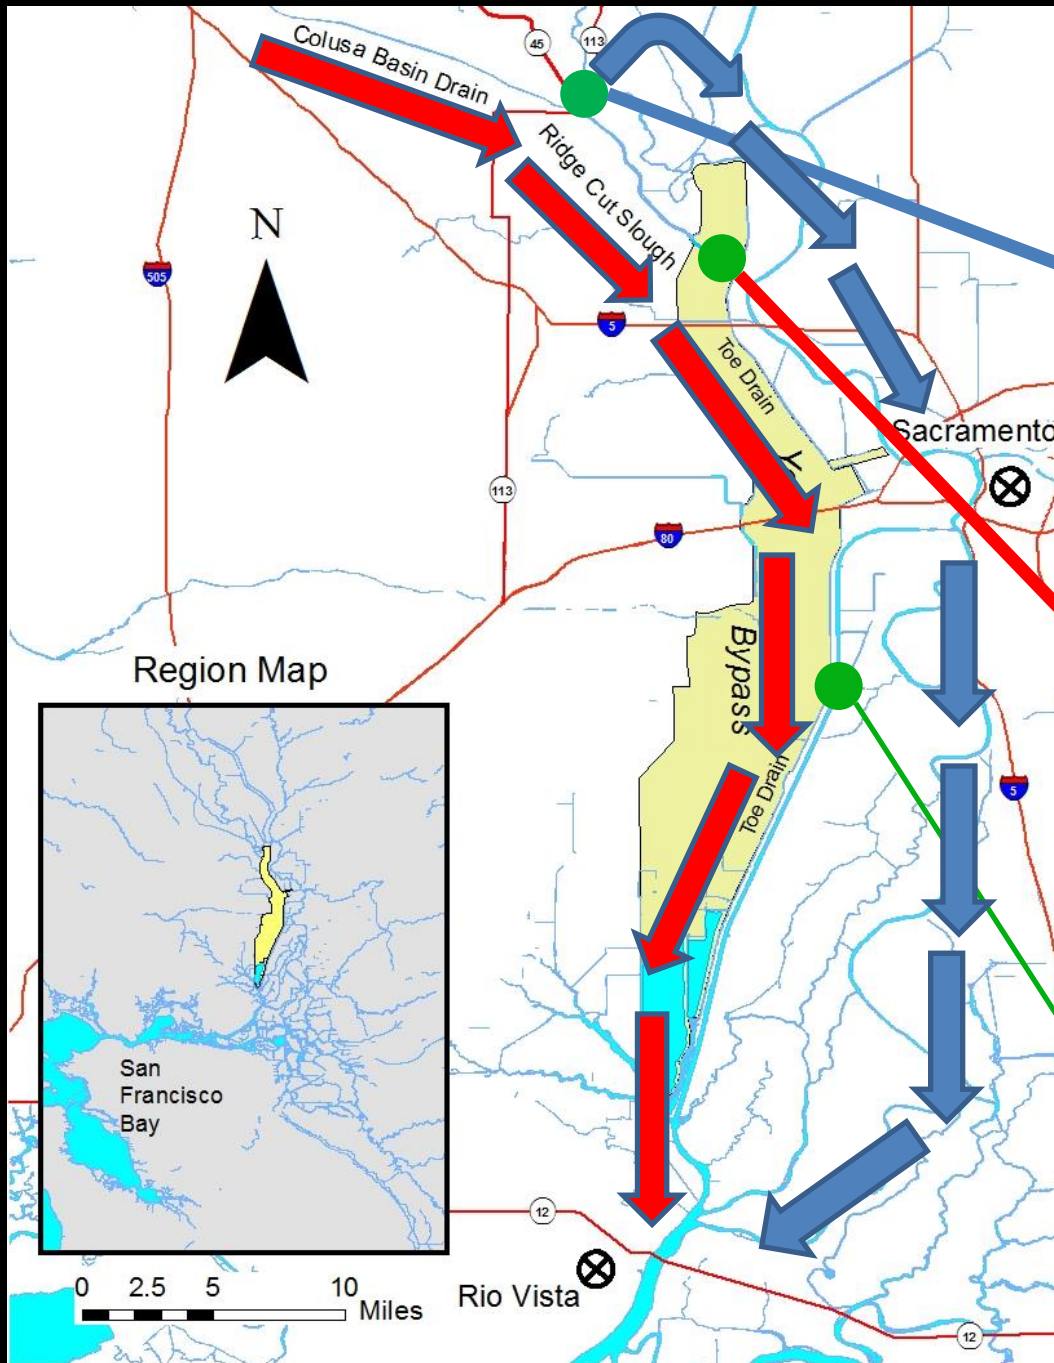 Colusa Basin Drain
45
113
Ridge Cut Slough
N
505
5
Toe Drain
Sacramento
113
80
Bypass
Region Map
Toe Drain
5
San
Francisco
Bay
12
Rio Vista
0 2.5 5 10
Miles
12